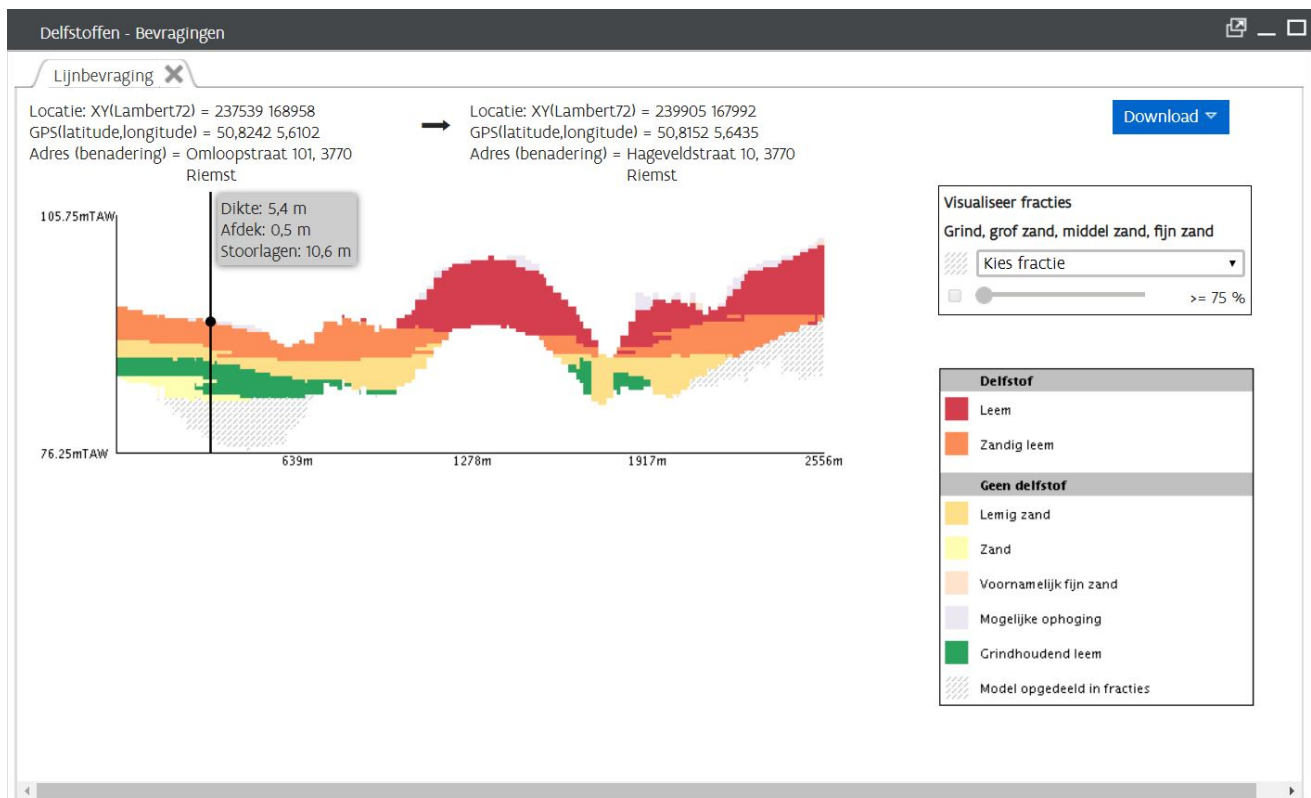 Delfstoffen - Bevragingen
Lijnbevraging
Locatie: XY(Lambert72) = 237539 168958
GPS(latitude,longitude) = 50,8242 5,6102
Adres (benadering) = Omloopstraat 101, 3770
Riemst
Locatie: XY(Lambert72) = 239905 167992
GPS(latitude,longitude) = 50,8152 5,6435
Adres (benadering) = Hageveldstraat 10, 3770
Riemst
Download
105.75mTAW
Dikte: 5,4 m
Afdek: 0,5 m
Stoorlagen: 10,6 m
76.25mTAW
639m
1278m
1917m
2556m
Visualiseer fracties
Grind, grof zand, middel zand, fijn zand
Kies fractie
>= 75 %
Delfstof
Leem
Zandig leem
Geen delfstof
Lemig zand
Zand
Voornamelijk fijn zand
Mogelijke ophoging
Grindhoudend leem
Model opgedeeld in fracties